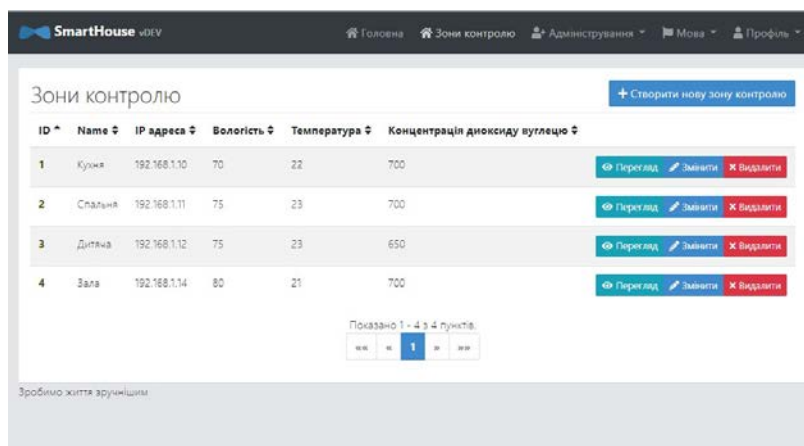 SmartHouse vDEV Головна Зони контролю Адміністрування Мова Профіль
Зони контролю + Створити нову зону контролю
ID Name IP адреса Вологість Температура Концентрація диоксиду вуглецю
1 Кухня 192.168.1.10 70 22 700 Перегляд Змінити Видалити
2 Спальня 192.168.1.11 75 23 700 Перегляд Змінити Видалити
3 Дитяча 192.168.1.12 75 23 650 Перегляд Змінити Видалити
4 Зала 192.168.1.14 80 21 700 Перегляд Змінити Видалити
Показано 1 - 4 з 4 пунктів.
«« « 1 » »»
Зробимо життя зручнішим